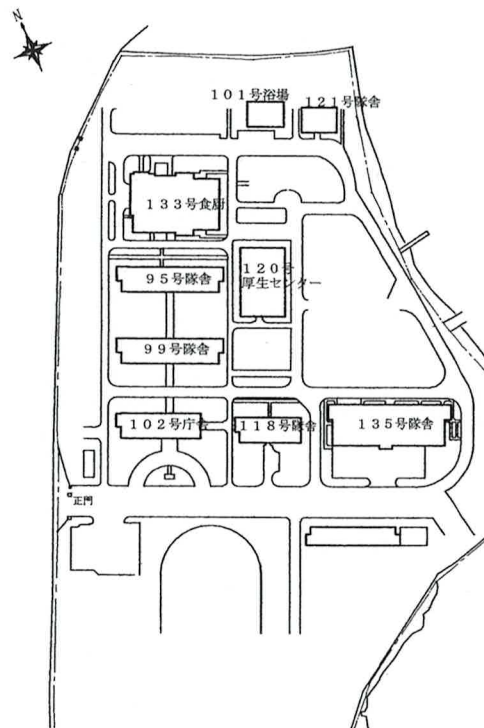 N
１０１号浴場
１２１号隊舎
１３３号食厨
１２０号
厚生センター
９５号隊舎
９９号隊舎
１０２号庁舎
１１８号隊舎
１３５号隊舎
正門